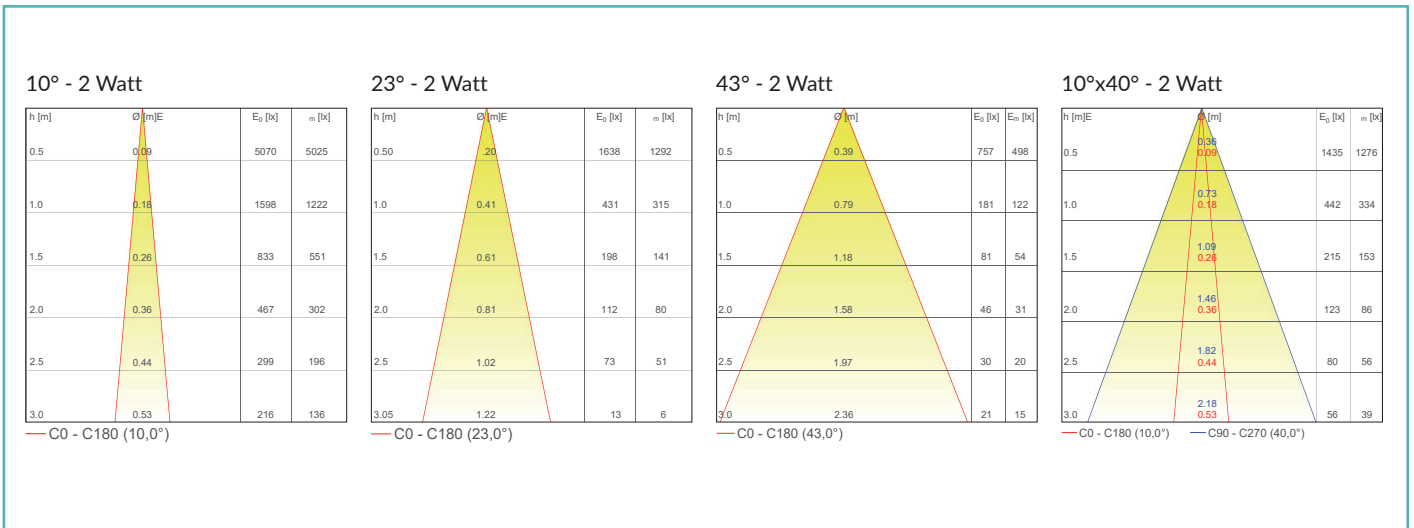 10° - 2 Watt
h [m] Ø [m]E E0 [lx] m [lx]
0.5 0.09 5070 5025
1.0 0.18 1598 1222
1.5 0.26 833 551
2.0 0.36 467 302
2.5 0.44 299 196
3.0 0.53 216 136
C0 - C180 (10,0°)
23° - 2 Watt
h [m] Ø [m]E E0 [lx] m [lx]
0.50 .20 1638 1292
1.0 0.41 431 315
1.5 0.61 198 141
2.0 0.81 112 80
2.5 1.02 73 51
3.05 1.22 13 6
C0 - C180 (23,0°)
43° - 2 Watt
h [m] Ø [m] E0 [lx] Em [lx]
0.5 0.39 757 498
1.0 0.79 181 122
1.5 1.18 81 54
2.0 1.58 46 31
2.5 1.97 30 20
3.0 2.36 21 15
C0 - C180 (43,0°)
10°x40° - 2 Watt
h [m]E Ø [m] E0 [lx] m [lx]
0.36
0.5 0.09 1435 1276
0.73
1.0 0.18 442 334
1.09
1.5 0.26 215 153
1.46
2.0 0.36 123 86
1.82
2.5 0.44 80 56
2.18
3.0 0.53 56 39
C0 - C180 (10,0°) C90 - C270 (40,0°)